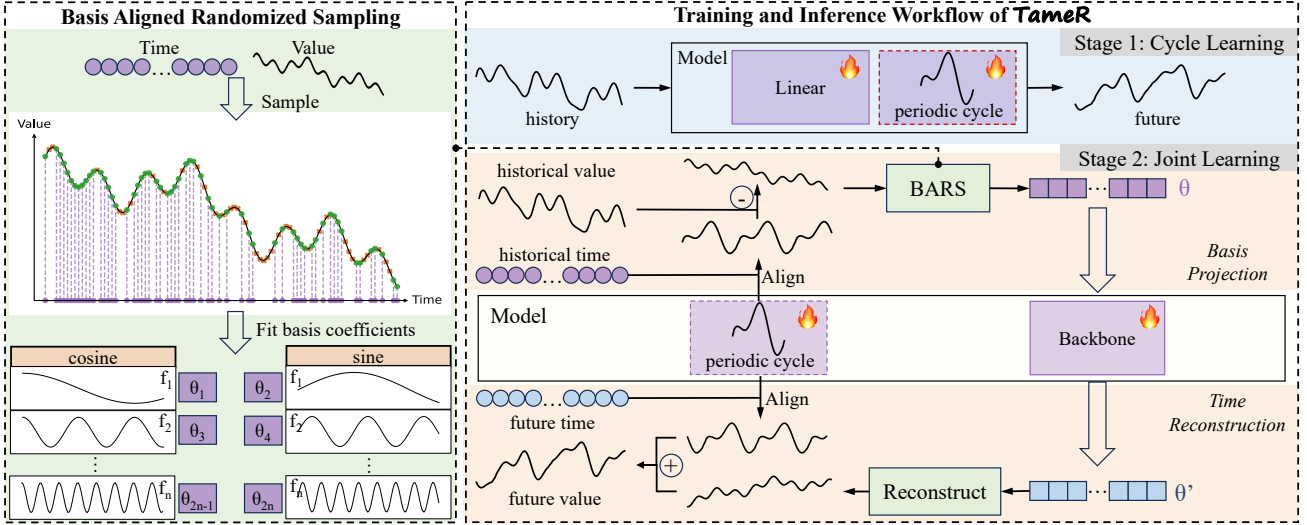 Basis Aligned Randomized Sampling
Time
Value
Sample
Value
Time
Fit basis coefficients
cosine
sine
f1
θ1
θ2
f1
f2
θ3
θ4
f2
⋮
⋮
fn
θ2n-1
θ2n
fn
Training and Inference Workflow of TameR
Stage 1: Cycle Learning
Model
Linear
periodic cycle
history
future
Stage 2: Joint Learning
historical value
-
BARS
... θ
historical time
...
Align
Basis
Projection
Model
periodic cycle
Backbone
...
future time
Align
Time
Reconstruction
+
future value
Reconstruct
... θ'